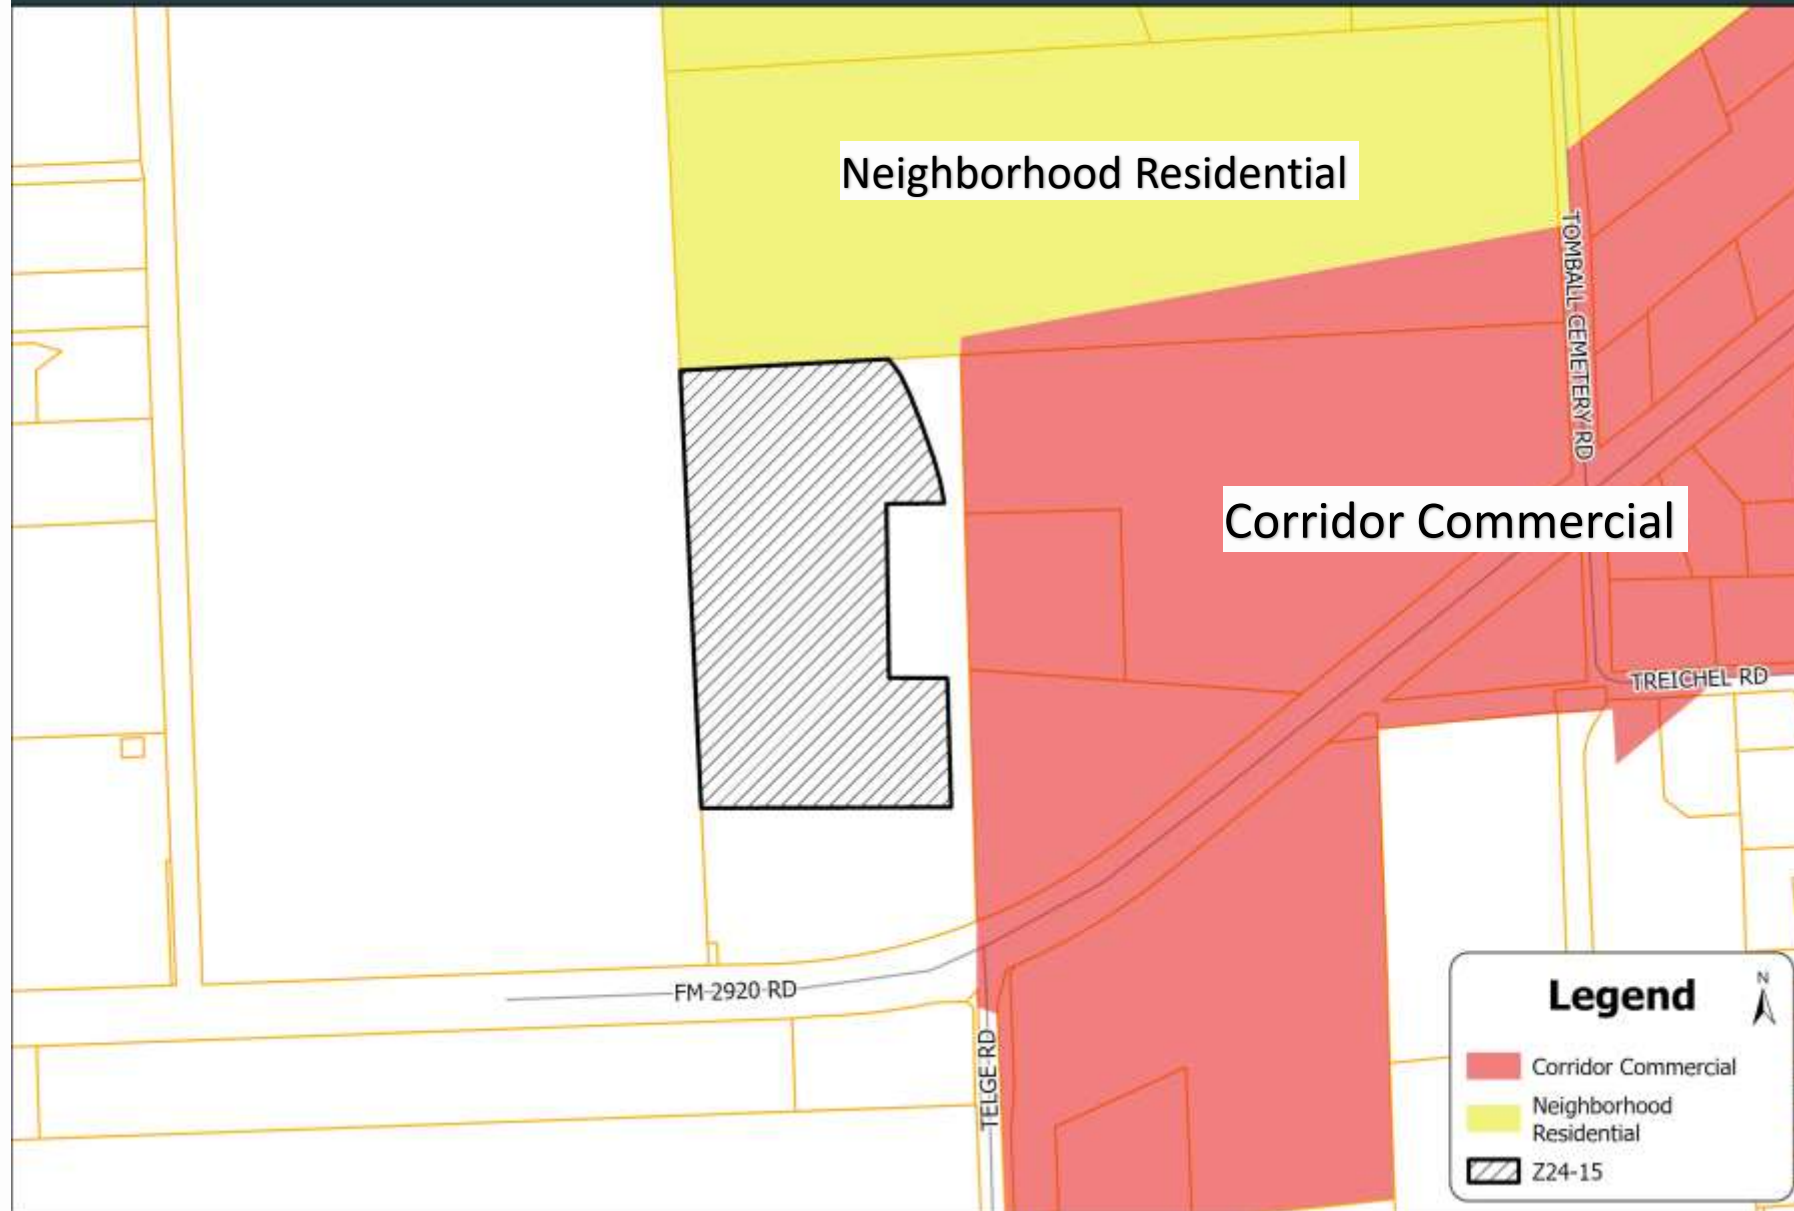 Neighborhood Residential
TOMBALL CEMETERY RD
Corridor Commercial
TREICHEL RD
FM 2920 RD
TELGE RD
Legend
N
Corridor Commercial
Neighborhood
Residential
Z24-15